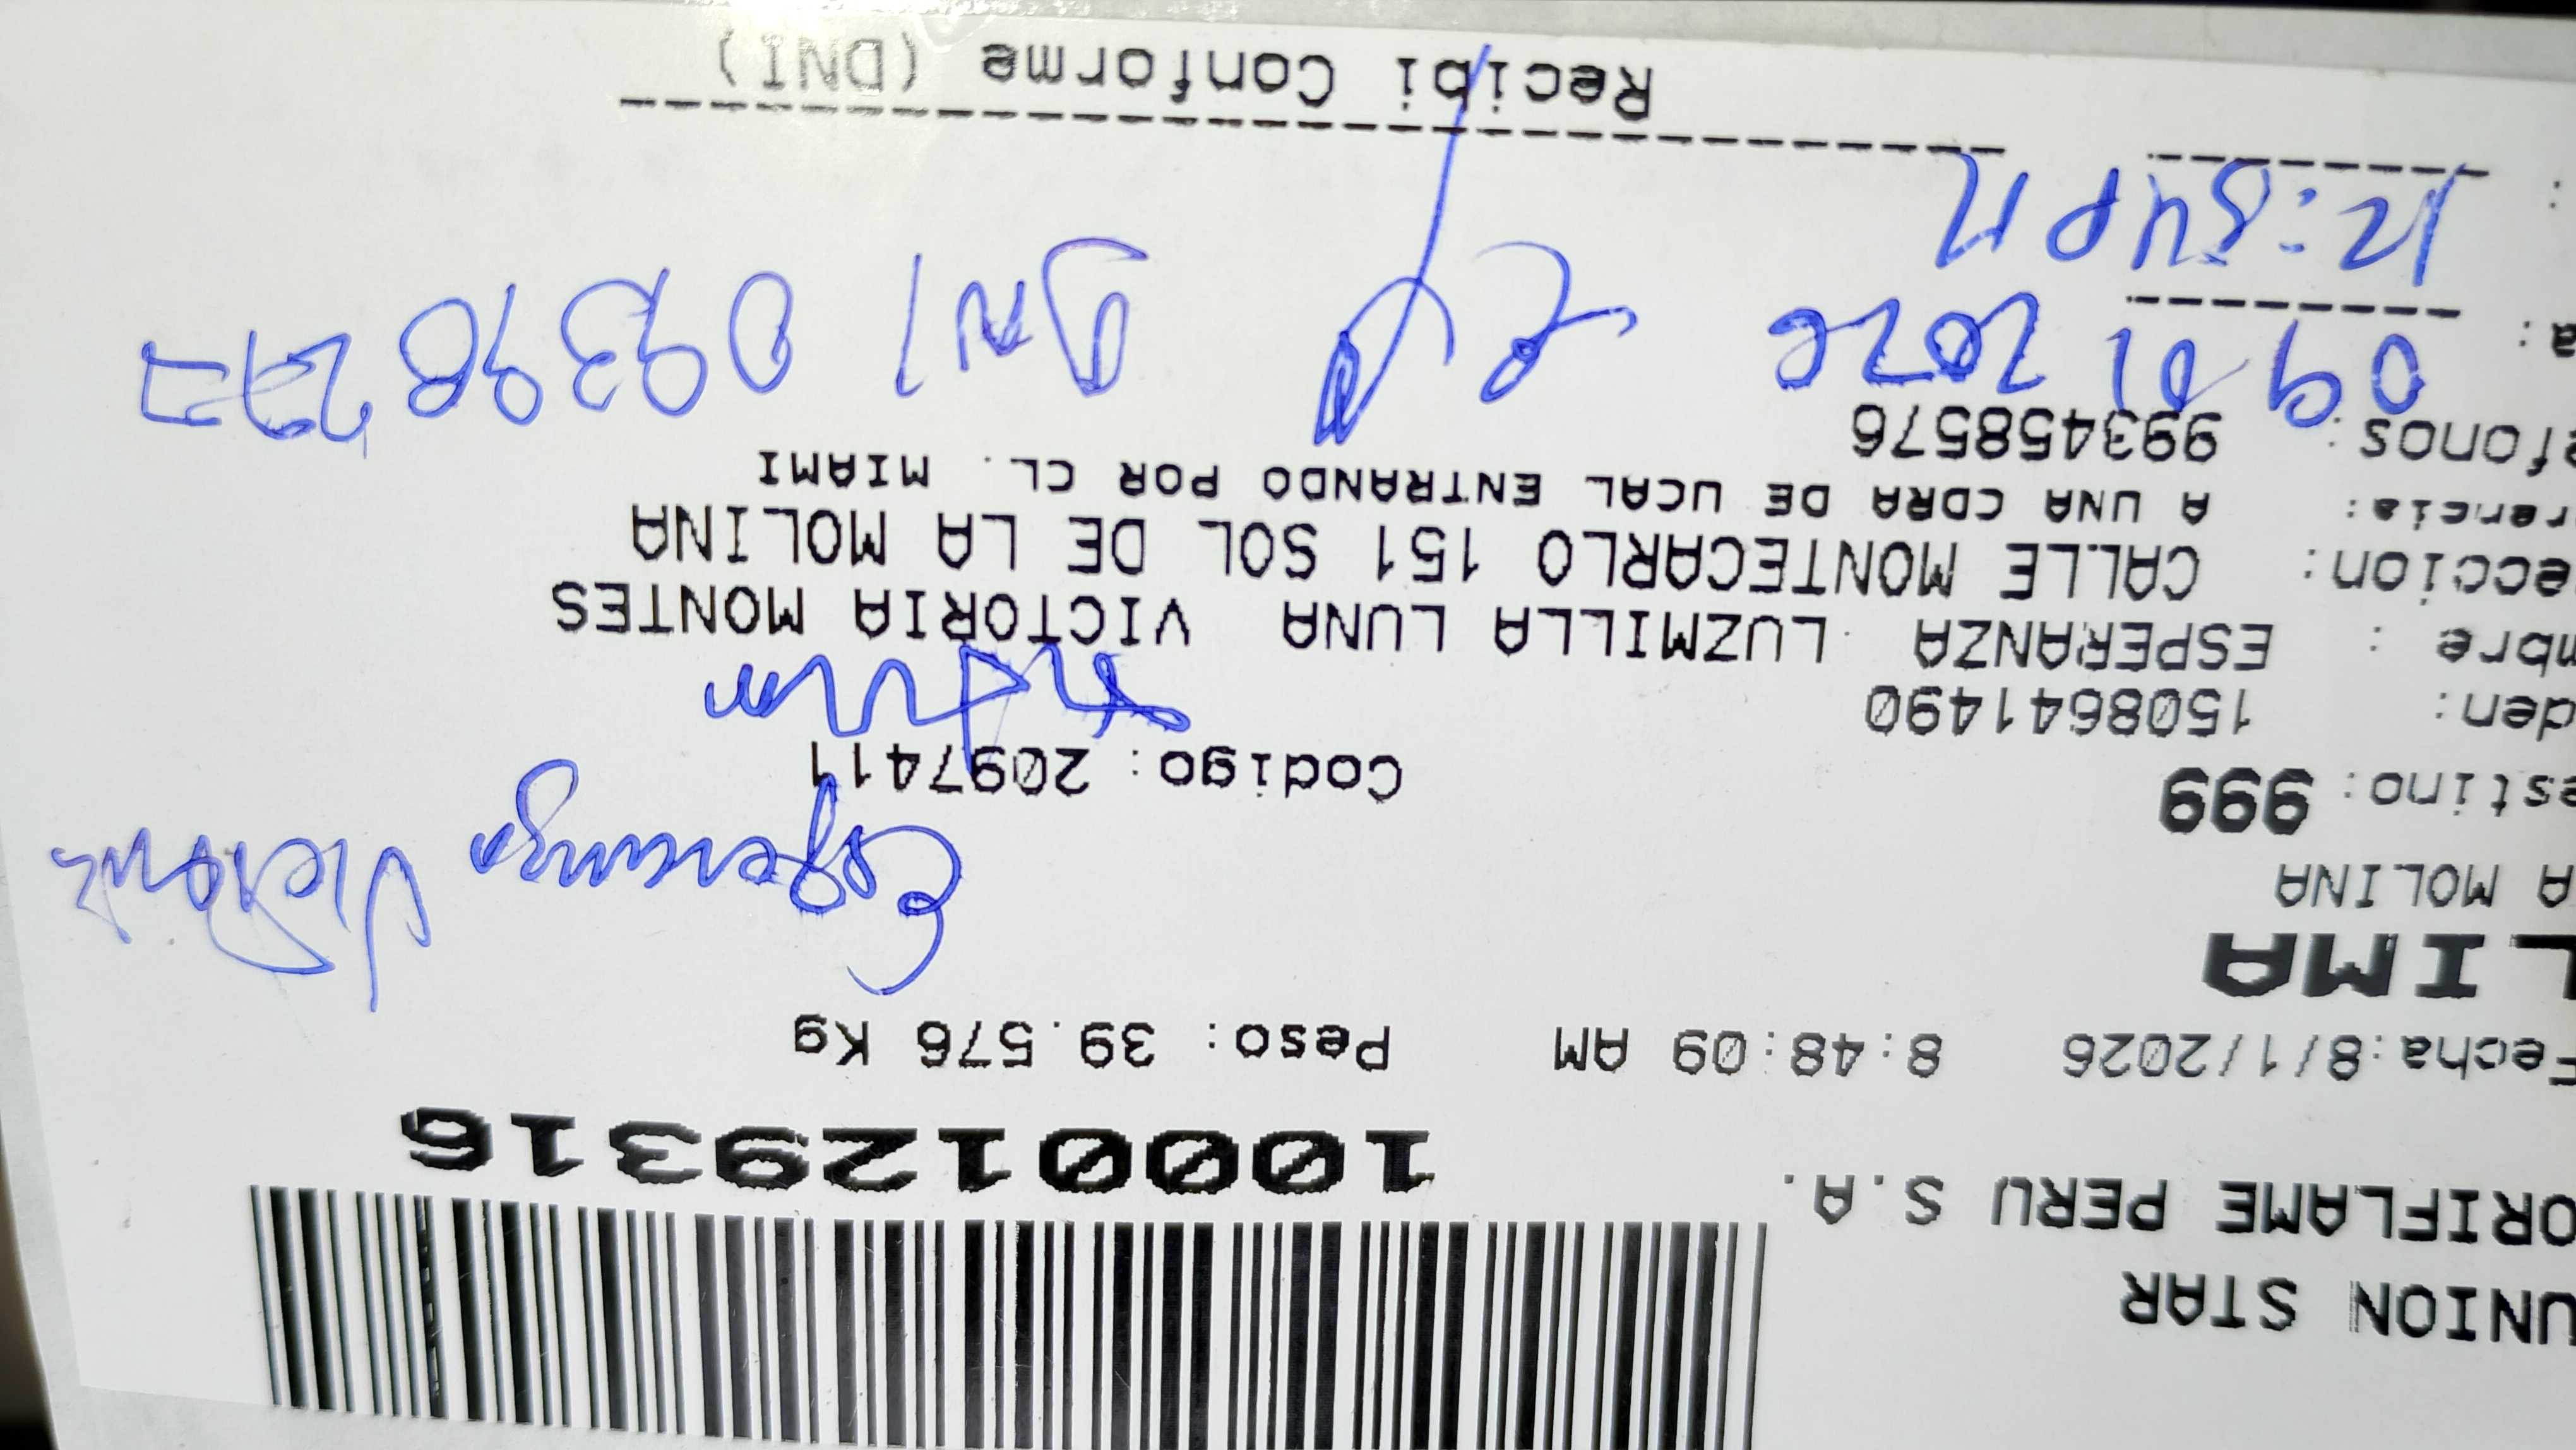 UNION STAR
ORIFLAME PERU S.A.
1000129316
Fecha:8/1/2026 8:48:09 AM Peso: 39.576 Kg
LIMA
A MOLINA
Esperanza Victoria
estino: 999 Codigo: 2097411
den: 1508641490
mbre : ESPERANZA LUZMILLA LUNA VICTORIA MONTES
eccion: CALLE MONTECARLO 151 SOL DE LA MOLINA
rencia: A UNA CDRA DE UCAL ENTRANDO POR CL. MIAMI
efonos: 993458576
a: 09 01 2026 DNI
: 12:54 PM
Recibi Conforme (DNI)